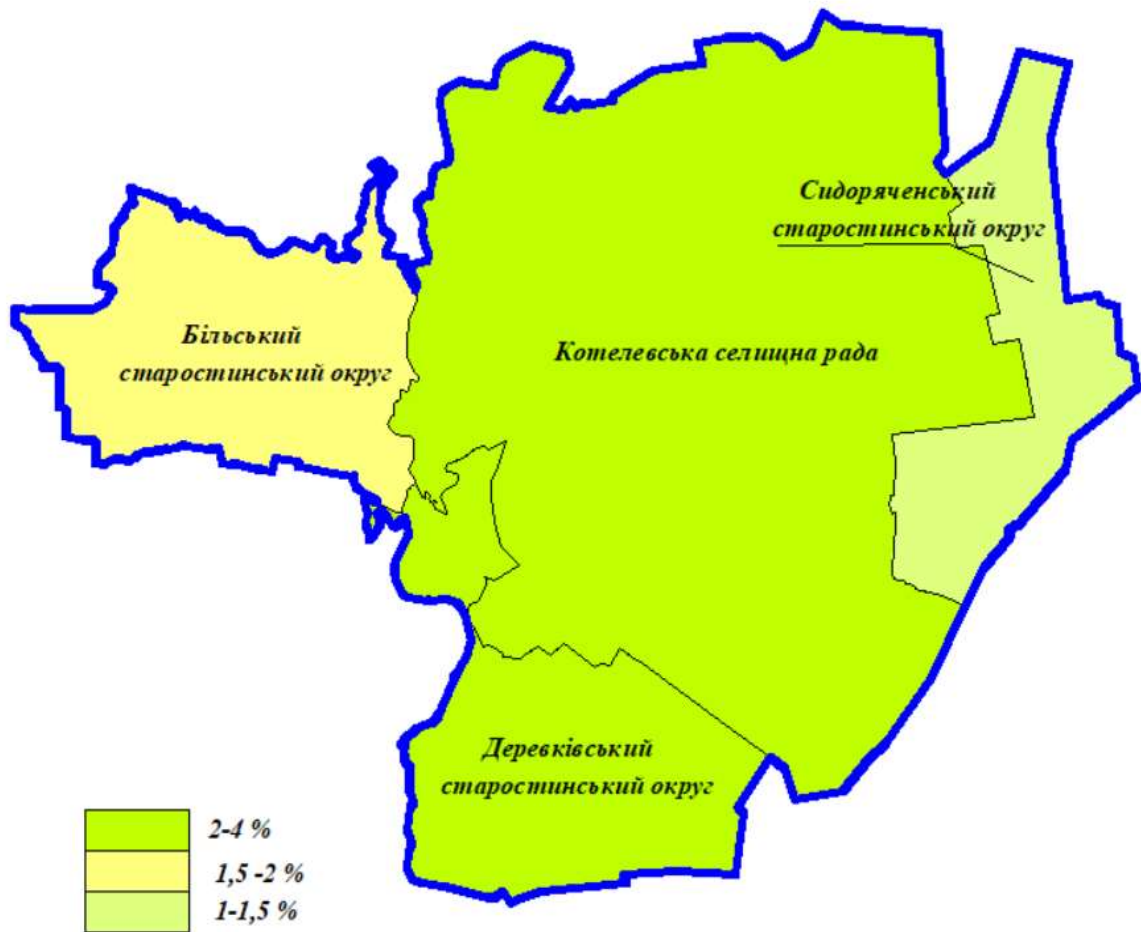 Сидоряченський
старостинський округ
Більський
старостинський округ
Котелевська селищна рада
Деревківський
старостинський округ
2-4 %
1,5 -2 %
1-1,5 %